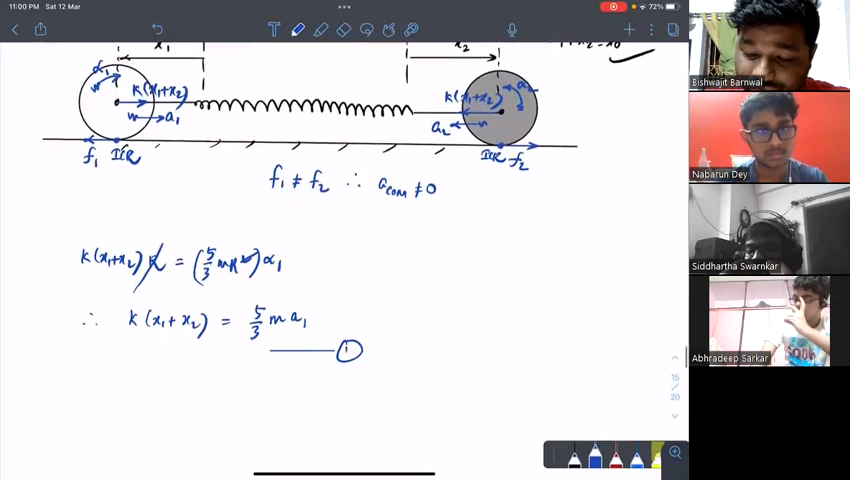 11:00 PM Sat 12 Mar
72%
x₁
x₂
α₁
K(x₁+x₂)
a₁
K(x₁+x₂)
a₂
m
m
f₁
ICR
ICR
f₂
f₁ ≠ f₂ ∴ a_com ≠ 0
K(x₁+x₂) R = (5/3 mR²) α₁
∴ K(x₁+x₂) = 5/3 m a₁
1
15
/
20
Bishwajit Barnwal
Nabarun Dey
Siddhartha Swarnkar
Abhradeep Sarkar